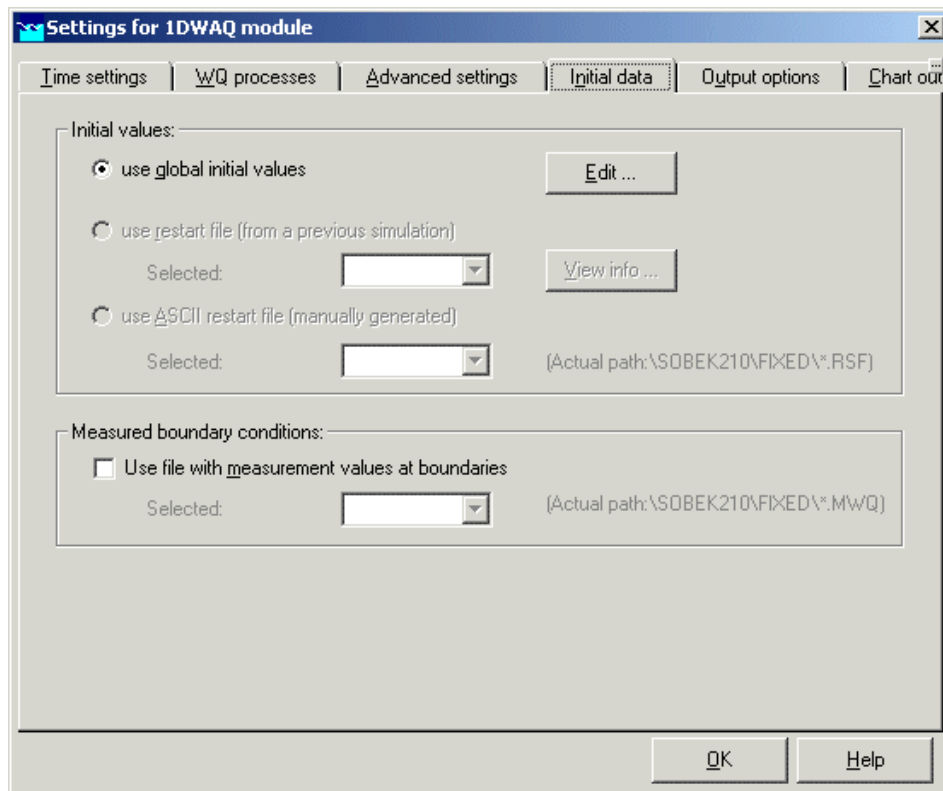 Settings for 1DWAQ module
Time settings WQ processes Advanced settings Initial data Output options Chart out
Initial values:
use global initial values Edit ...
use restart file (from a previous simulation)
Selected: View info ...
use ASCII restart file (manually generated)
Selected: (Actual path:\SOBEK210\FIXED\*.RSF)
Measured boundary conditions:
Use file with measurement values at boundaries
Selected: (Actual path:\SOBEK210\FIXED\*.MWQ)
OK Help